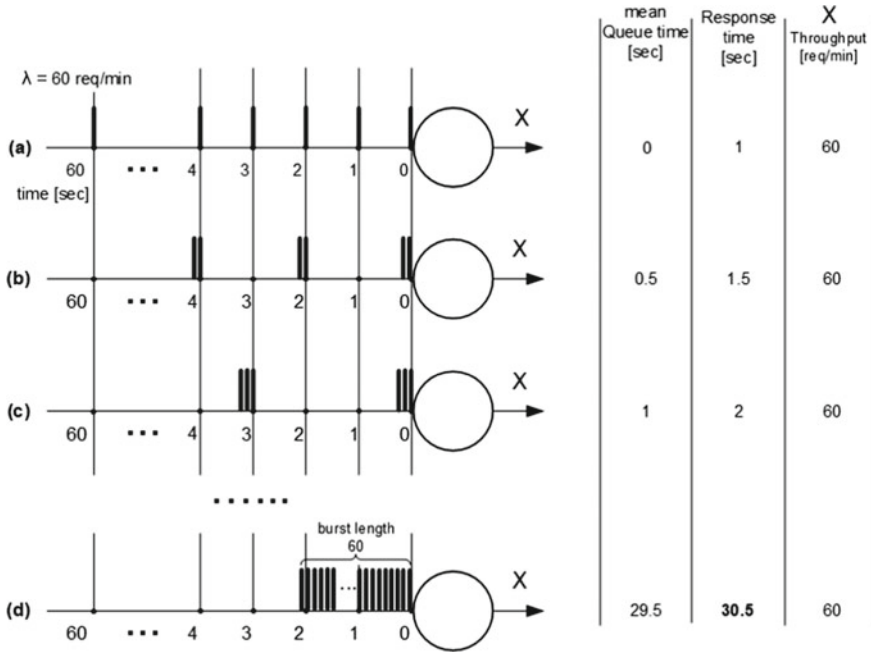 mean
Queue time
[sec]
Response
time
[sec]
X
Throughput
[req/min]
λ = 60 req/min
(a)
X
0
1
60
60
...
4
3
2
1
0
time [sec]
(b)
X
0.5
1.5
60
60
...
4
3
2
1
0
(c)
X
1
2
60
60
...
4
3
2
1
0
......
burst length
60
...
(d)
X
29.5
30.5
60
60
...
4
3
2
1
0